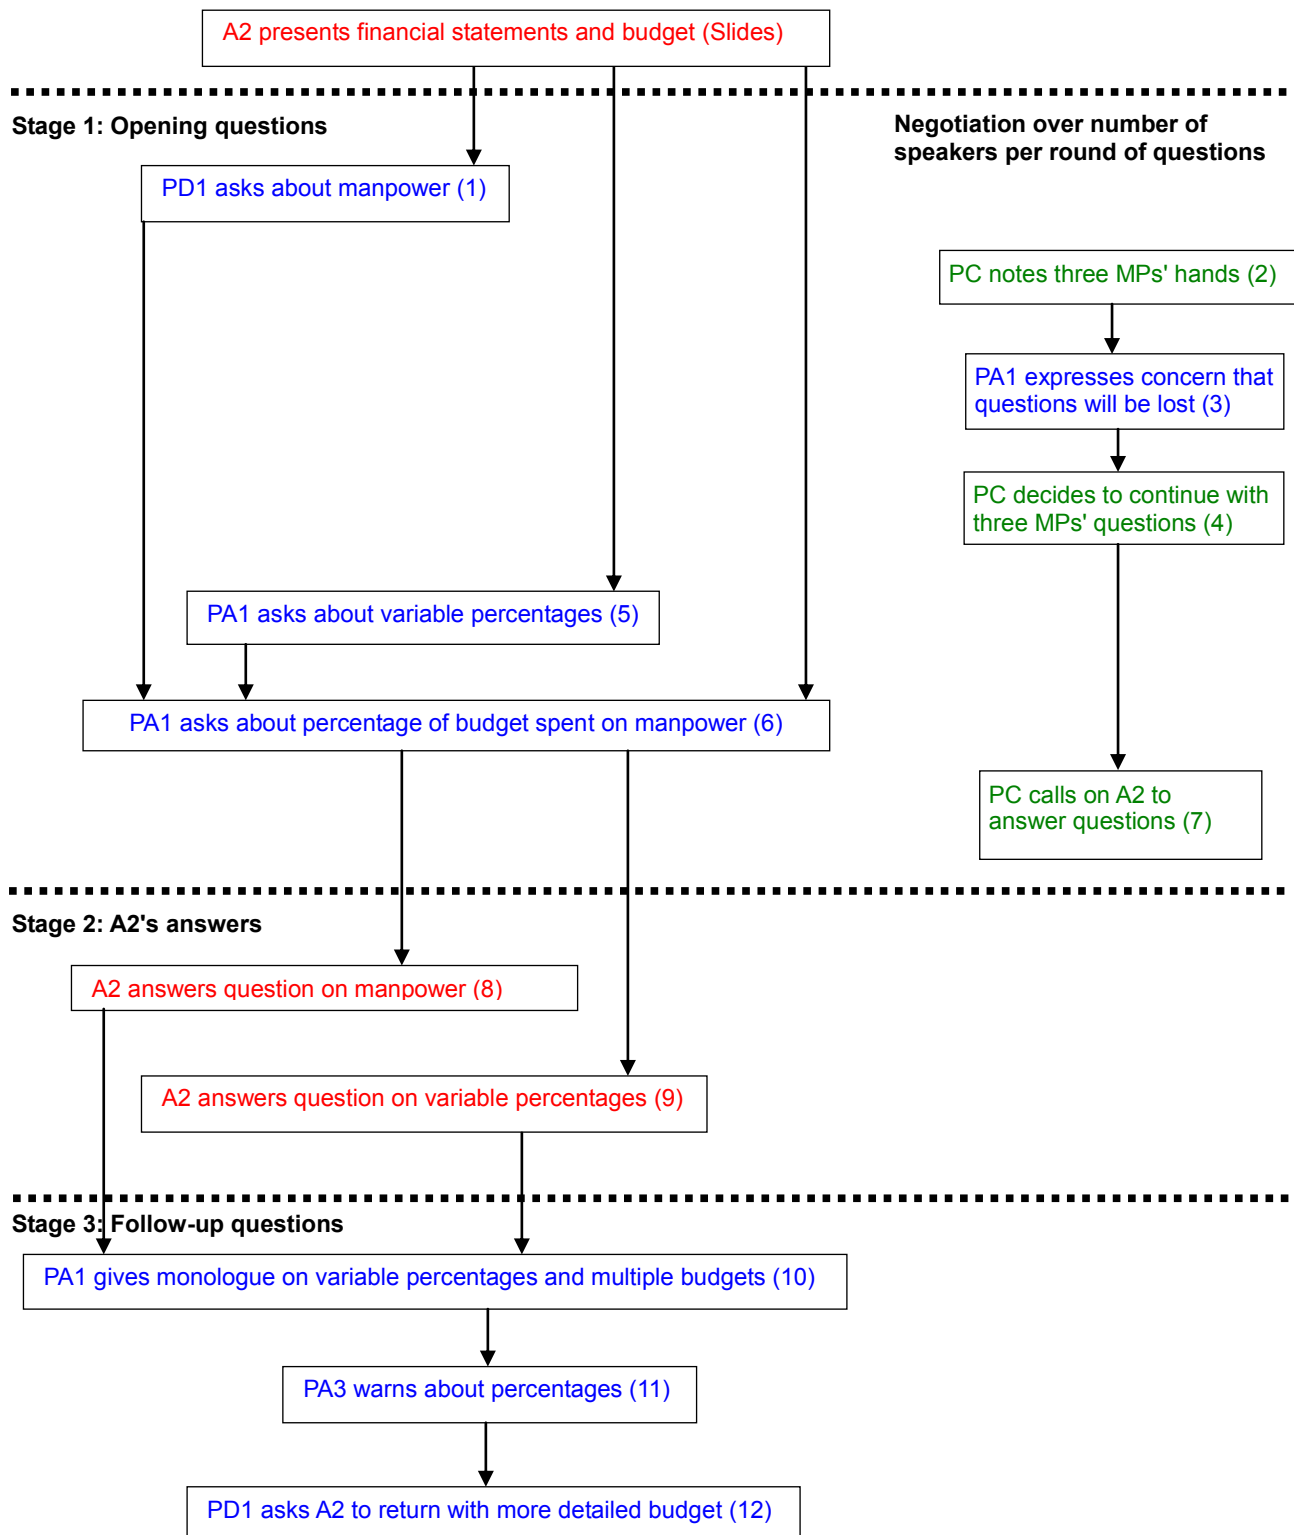 A2 presents financial statements and budget (Slides)
Stage 1: Opening questions
Negotiation over number of
speakers per round of questions
PD1 asks about manpower (1)
PC notes three MPs' hands (2)
PA1 expresses concern that
questions will be lost (3)
PC decides to continue with
three MPs' questions (4)
PA1 asks about variable percentages (5)
PA1 asks about percentage of budget spent on manpower (6)
PC calls on A2 to
answer questions (7)
Stage 2: A2's answers
A2 answers question on manpower (8)
A2 answers question on variable percentages (9)
Stage 3: Follow-up questions
PA1 gives monologue on variable percentages and multiple budgets (10)
PA3 warns about percentages (11)
PD1 asks A2 to return with more detailed budget (12)